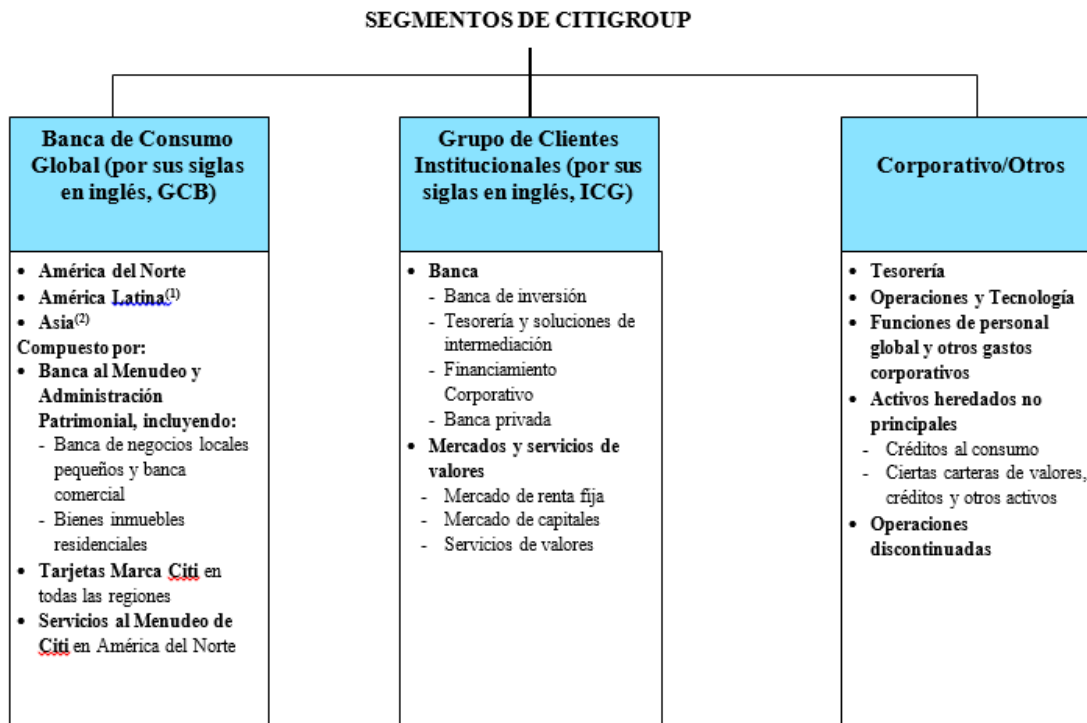 SEGMENTOS DE CITIGROUP
Banca de Consumo
Global (por sus siglas
en inglés, GCB)
• América del Norte
• América Latina(1)
• Asia(2)
Compuesto por:
• Banca al Menudeo y
Administración
Patrimonial, incluyendo:
- Banca de negocios locales
pequeños y banca
comercial
- Bienes inmuebles
residenciales
• Tarjetas Marca Citi en
todas las regiones
• Servicios al Menudeo de
Citi en América del Norte
Grupo de Clientes
Institucionales (por sus
siglas en inglés, ICG)
• Banca
- Banca de inversión
- Tesorería y soluciones de
intermediación
- Financiamiento
Corporativo
- Banca privada
• Mercados y servicios de
valores
- Mercado de renta fija
- Mercado de capitales
- Servicios de valores
Corporativo/Otros
• Tesorería
• Operaciones y Tecnología
• Funciones de personal
global y otros gastos
corporativos
• Activos heredados no
principales
- Créditos al consumo
- Ciertas carteras de valores,
créditos y otros activos
• Operaciones
discontinuadas